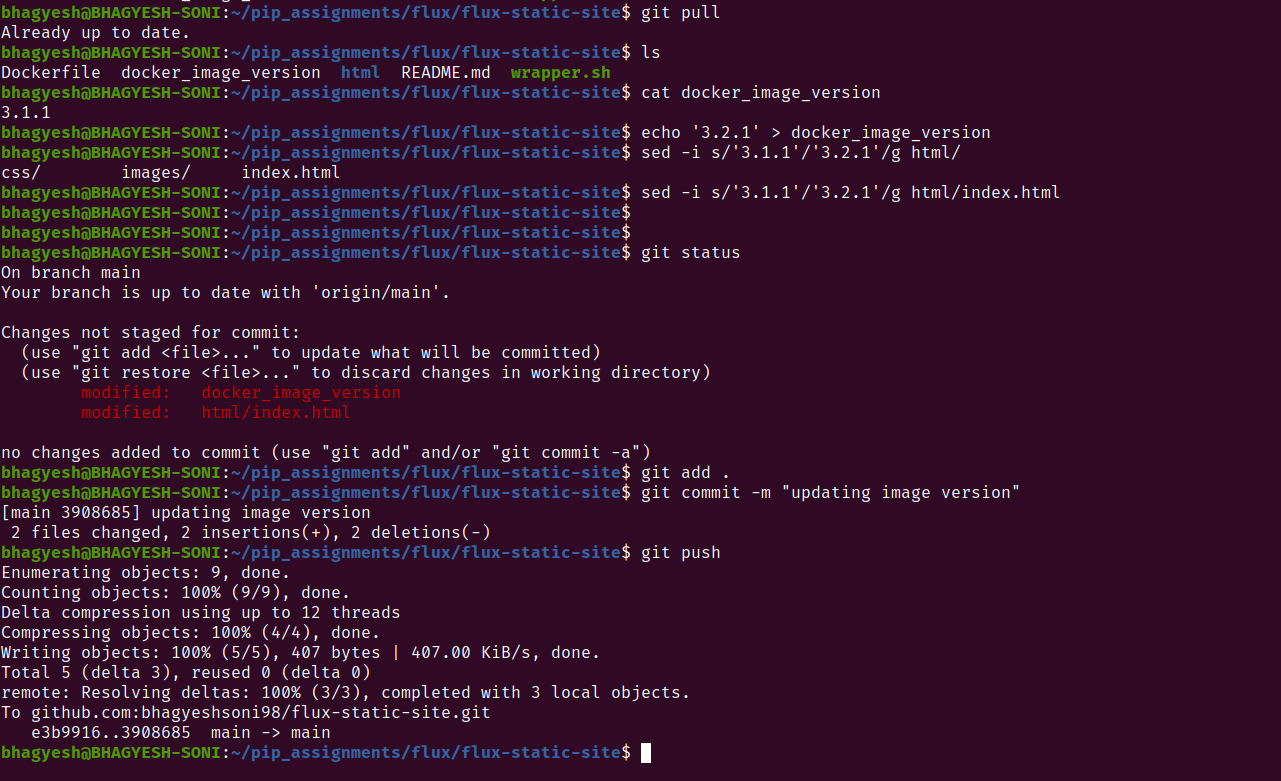 bhagyesh@BHAGYESH-SONI:~/pip_assignments/flux/flux-static-site$ git pull
Already up to date.
bhagyesh@BHAGYESH-SONI:~/pip_assignments/flux/flux-static-site$ ls
Dockerfile  docker_image_version  html  README.md  wrapper.sh
bhagyesh@BHAGYESH-SONI:~/pip_assignments/flux/flux-static-site$ cat docker_image_version
3.1.1
bhagyesh@BHAGYESH-SONI:~/pip_assignments/flux/flux-static-site$ echo '3.2.1' > docker_image_version
bhagyesh@BHAGYESH-SONI:~/pip_assignments/flux/flux-static-site$ sed -i s/'3.1.1'/'3.2.1'/g html/
css/        images/     index.html
bhagyesh@BHAGYESH-SONI:~/pip_assignments/flux/flux-static-site$ sed -i s/'3.1.1'/'3.2.1'/g html/index.html
bhagyesh@BHAGYESH-SONI:~/pip_assignments/flux/flux-static-site$
bhagyesh@BHAGYESH-SONI:~/pip_assignments/flux/flux-static-site$
bhagyesh@BHAGYESH-SONI:~/pip_assignments/flux/flux-static-site$ git status
On branch main
Your branch is up to date with 'origin/main'.

Changes not staged for commit:
  (use "git add <file>..." to update what will be committed)
  (use "git restore <file>..." to discard changes in working directory)
        modified:   docker_image_version
        modified:   html/index.html

no changes added to commit (use "git add" and/or "git commit -a")
bhagyesh@BHAGYESH-SONI:~/pip_assignments/flux/flux-static-site$ git add .
bhagyesh@BHAGYESH-SONI:~/pip_assignments/flux/flux-static-site$ git commit -m "updating image version"
[main 3908685] updating image version
 2 files changed, 2 insertions(+), 2 deletions(-)
bhagyesh@BHAGYESH-SONI:~/pip_assignments/flux/flux-static-site$ git push
Enumerating objects: 9, done.
Counting objects: 100% (9/9), done.
Delta compression using up to 12 threads
Compressing objects: 100% (4/4), done.
Writing objects: 100% (5/5), 407 bytes | 407.00 KiB/s, done.
Total 5 (delta 3), reused 0 (delta 0)
remote: Resolving deltas: 100% (3/3), completed with 3 local objects.
To github.com:bhagyeshsoni98/flux-static-site.git
   e3b9916..3908685  main -> main
bhagyesh@BHAGYESH-SONI:~/pip_assignments/flux/flux-static-site$